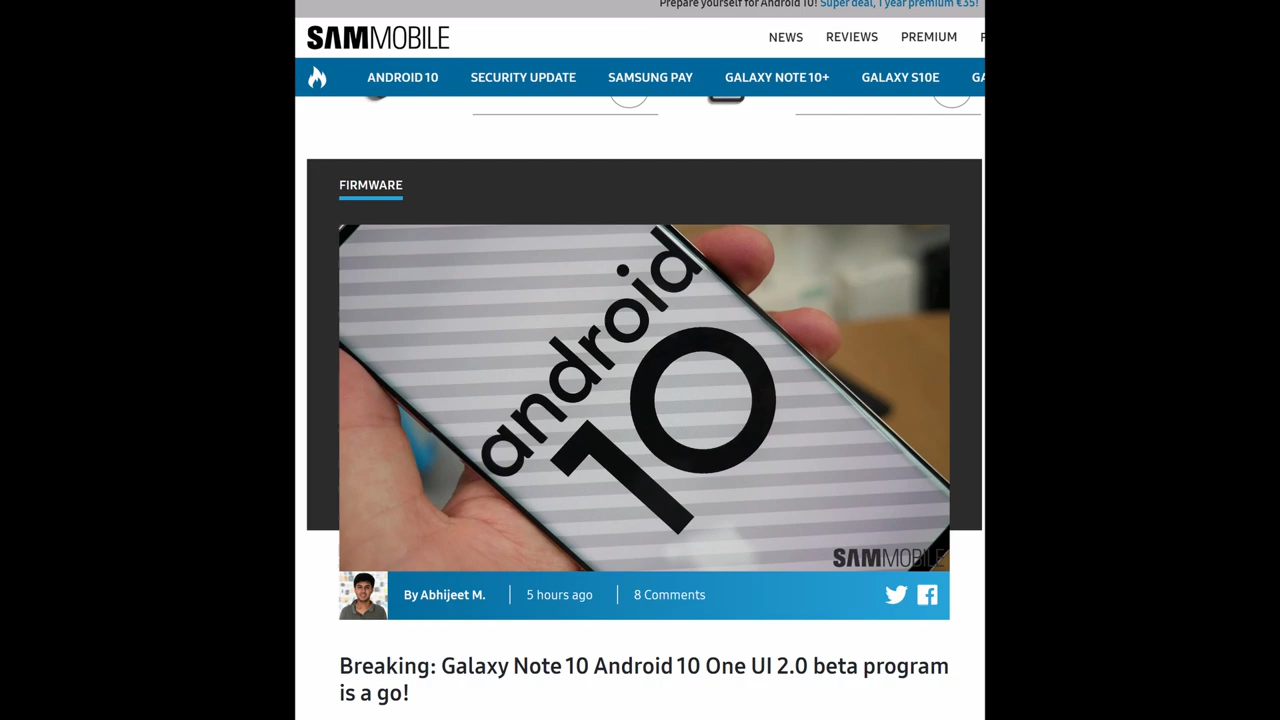 Prepare yourself for Android 10! Super deal, 1 year premium €35!
SAMMOBILE
NEWS REVIEWS PREMIUM
ANDROID 10 SECURITY UPDATE SAMSUNG PAY GALAXY NOTE 10+ GALAXY S10E GA
FIRMWARE
android
10
SAMMOBILE
By Abhijeet M. 5 hours ago 8 Comments
Breaking: Galaxy Note 10 Android 10 One UI 2.0 beta program
is a go!